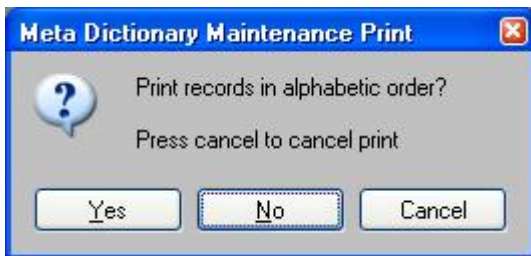 Meta Dictionary Maintenance Print
Print records in alphabetic order?
Press cancel to cancel print
Yes No Cancel